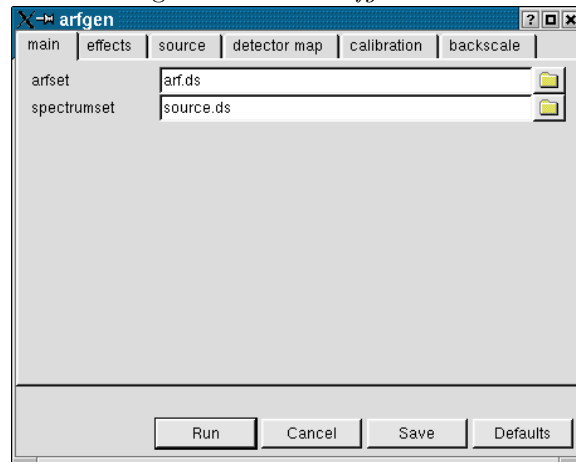 arfgen
main effects source detector map calibration backscale
arfset arf.ds
spectrumset source.ds
Run Cancel Save Defaults